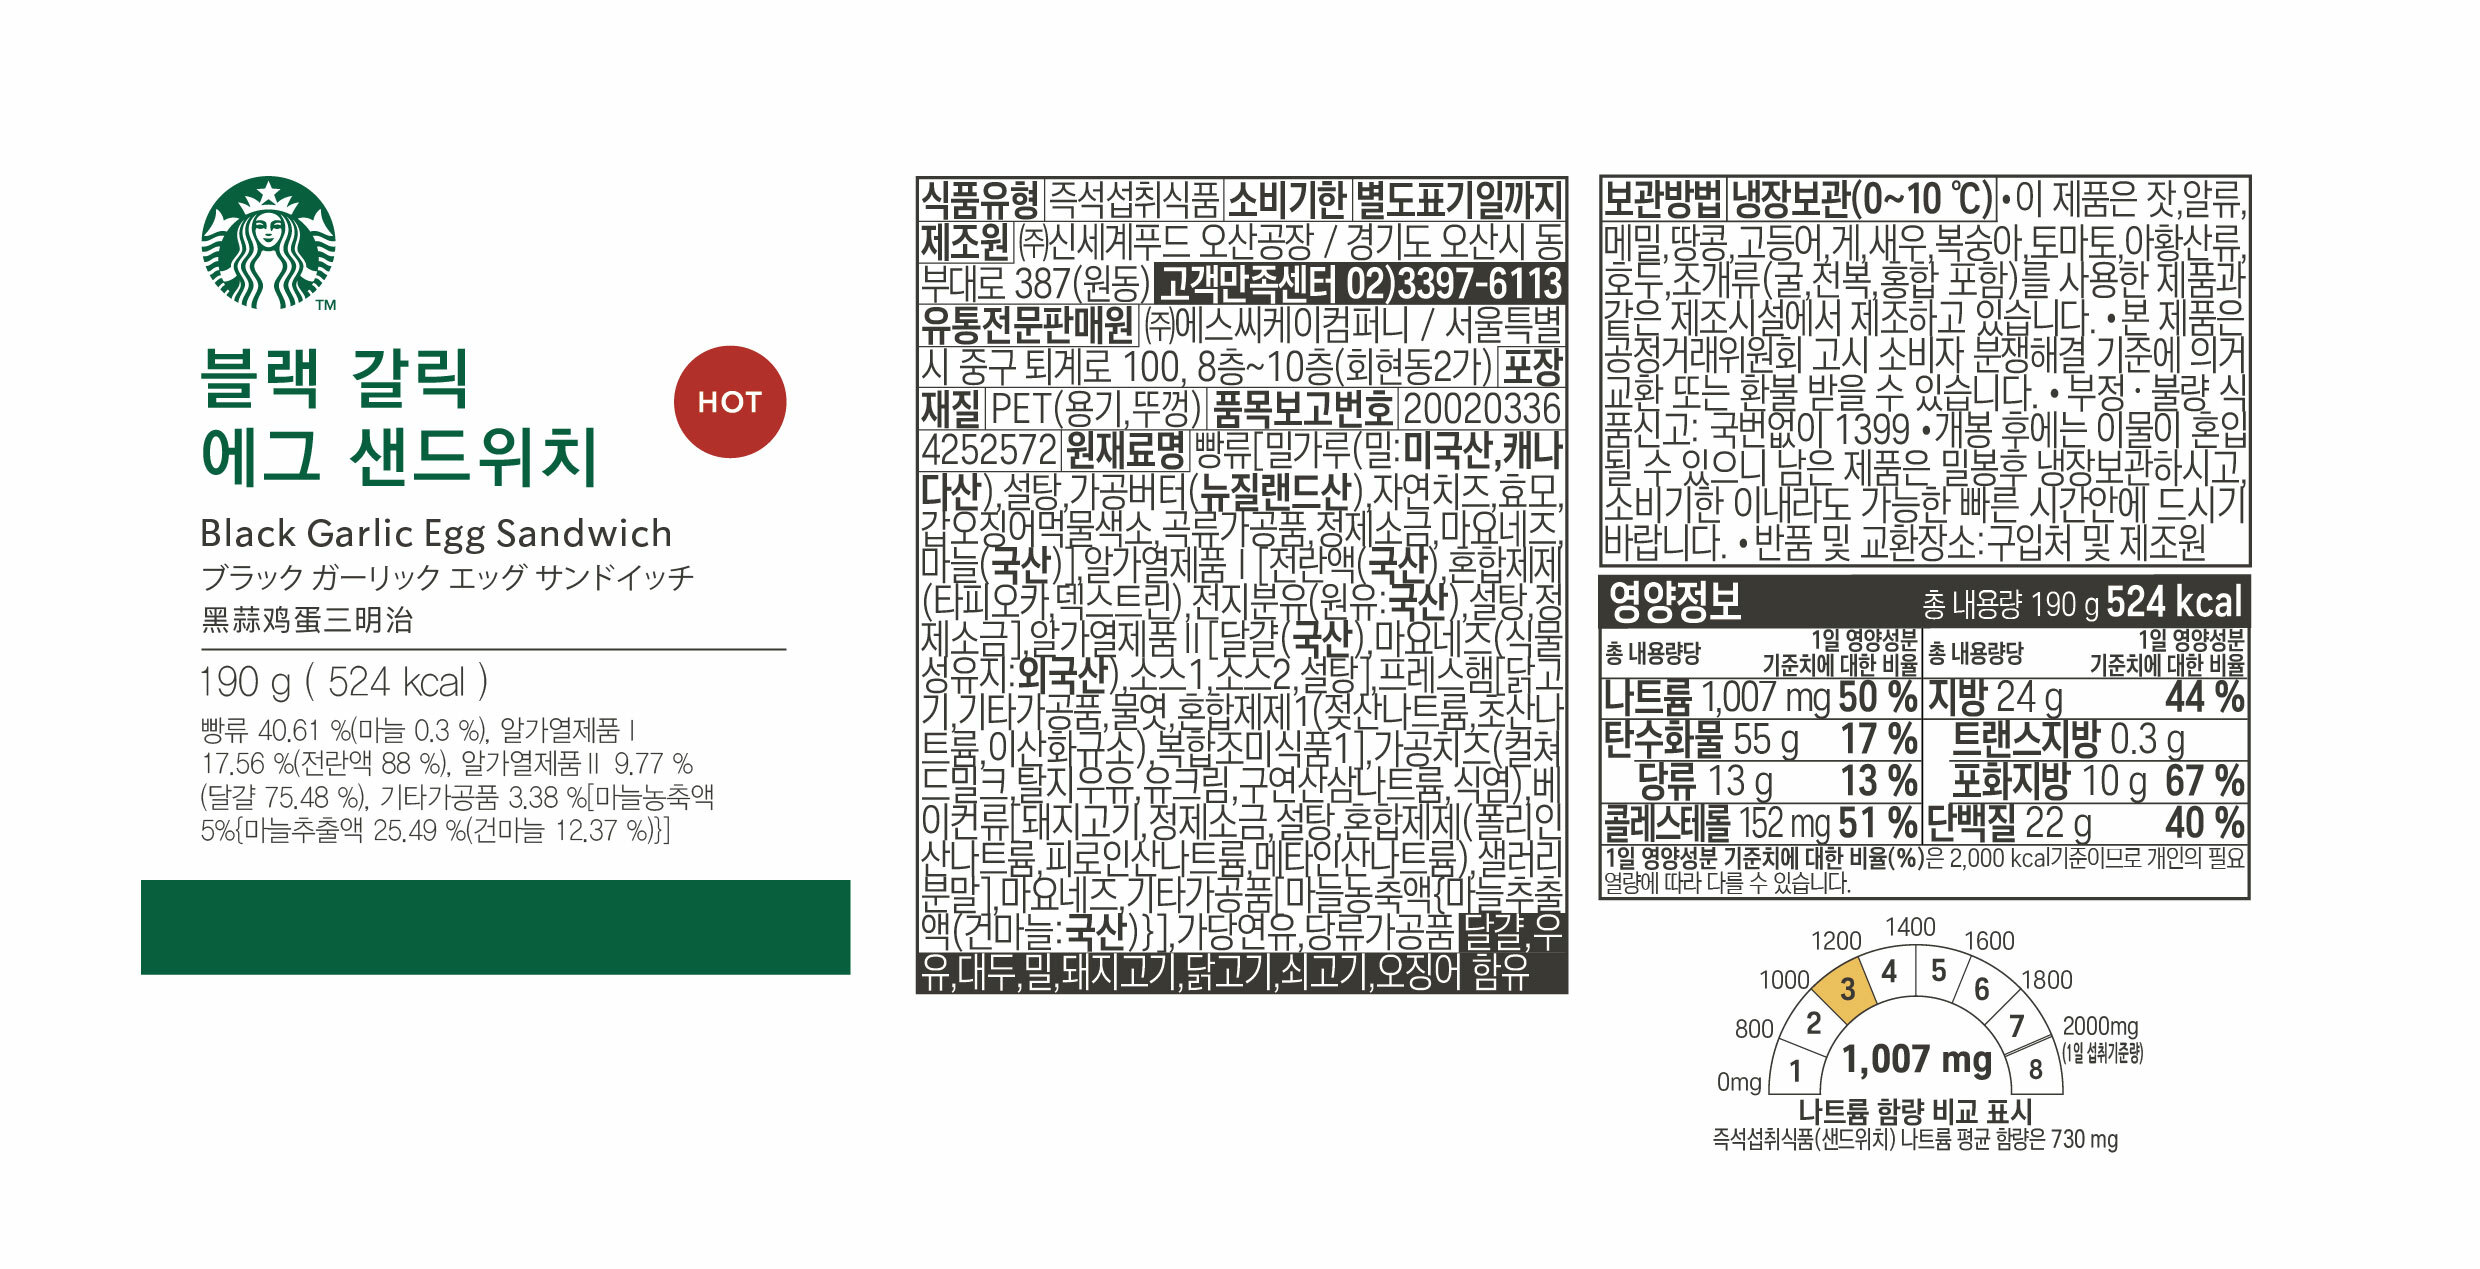 TM
블랙 갈릭
에그 샌드위치
HOT
Black Garlic Egg Sandwich
ブラック ガーリック エッグ サンドイッチ
黑蒜鸡蛋三明治
190 g ( 524 kcal )
빵류 40.61 %(마늘 0.3 %), 알가열제품Ⅰ
17.56 %(전란액 88 %), 알가열제품Ⅱ 9.77 %
(달걀 75.48 %), 기타가공품 3.38 %[마늘농축액
5%{마늘추출액 25.49 %(건마늘 12.37 %)}]
식품유형 즉석섭취식품 소비기한 별도표기일까지
제조원 ㈜신세계푸드 오산공장 / 경기도 오산시 동
부대로 387(원동) 고객만족센터 02)3397-6113
유통전문판매원 ㈜에스씨케이컴퍼니 / 서울특별
시 중구 퇴계로 100, 8층~10층(회현동2가) 포장
재질 PET(용기,뚜껑) 품목보고번호 20020336
4252572 원재료명 빵류[밀가루(밀:미국산,캐나
다산),설탕,가공버터(뉴질랜드산),자연치즈,효모,
갑오징어먹물색소,곡류가공품,정제소금,마요네즈,
마늘(국산)],알가열제품Ⅰ[전란액(국산),혼합제제
(타피오카,덱스트린),전지분유(원유:국산),설탕,정
제소금],알가열제품Ⅱ[달걀(국산),마요네즈(식물
성유지:외국산),소스1,소스2,설탕],프레스햄[닭고
기,기타가공품,물엿,혼합제제1(젖산나트륨,초산나
트륨,이산화규소),복합조미식품1],가공치즈(컬쳐
드밀크,탈지우유,유크림,구연산삼나트륨,식염),베
이컨류[돼지고기,정제소금,설탕,혼합제제(폴리인
산나트륨,피로인산나트륨,메타인산나트륨),샐러리
분말],마요네즈,기타가공품[마늘농축액{마늘추출
액(건마늘:국산)}],가당연유,당류가공품 달걀,우
유,대두,밀,돼지고기,닭고기,쇠고기,오징어 함유
보관방법 냉장보관(0~10 ℃) •이 제품은 잣,알류,
메밀,땅콩,고등어,게,새우,복숭아,토마토,아황산류,
호두,조개류(굴,전복,홍합 포함)를 사용한 제품과
같은 제조시설에서 제조하고 있습니다. •본 제품은
공정거래위원회 고시 소비자 분쟁해결 기준에 의거
교환 또는 환불 받을 수 있습니다. •부정·불량 식
품신고: 국번없이 1399 •개봉 후에는 이물이 혼입
될 수 있으니 남은 제품은 밀봉후 냉장보관하시고,
소비기한 이내라도 가능한 빠른 시간안에 드시기
바랍니다. •반품 및 교환장소:구입처 및 제조원
영양정보 총 내용량 190 g 524 kcal
총 내용량당 1일 영양성분 기준치에 대한 비율 총 내용량당 1일 영양성분 기준치에 대한 비율
나트륨 1,007 mg 50 % 지방 24 g 44 %
탄수화물 55 g 17 % 트랜스지방 0.3 g
당류 13 g 13 % 포화지방 10 g 67 %
콜레스테롤 152 mg 51 % 단백질 22 g 40 %
1일 영양성분 기준치에 대한 비율(%)은 2,000 kcal기준이므로 개인의 필요
열량에 따라 다를 수 있습니다.
0mg 800 1000 1200 1400 1600 1800 2000mg
(1일 섭취기준량)
1 2 3 4 5 6 7 8
1,007 mg
나트륨 함량 비교 표시
즉석섭취식품(샌드위치) 나트륨 평균 함량은 730 mg